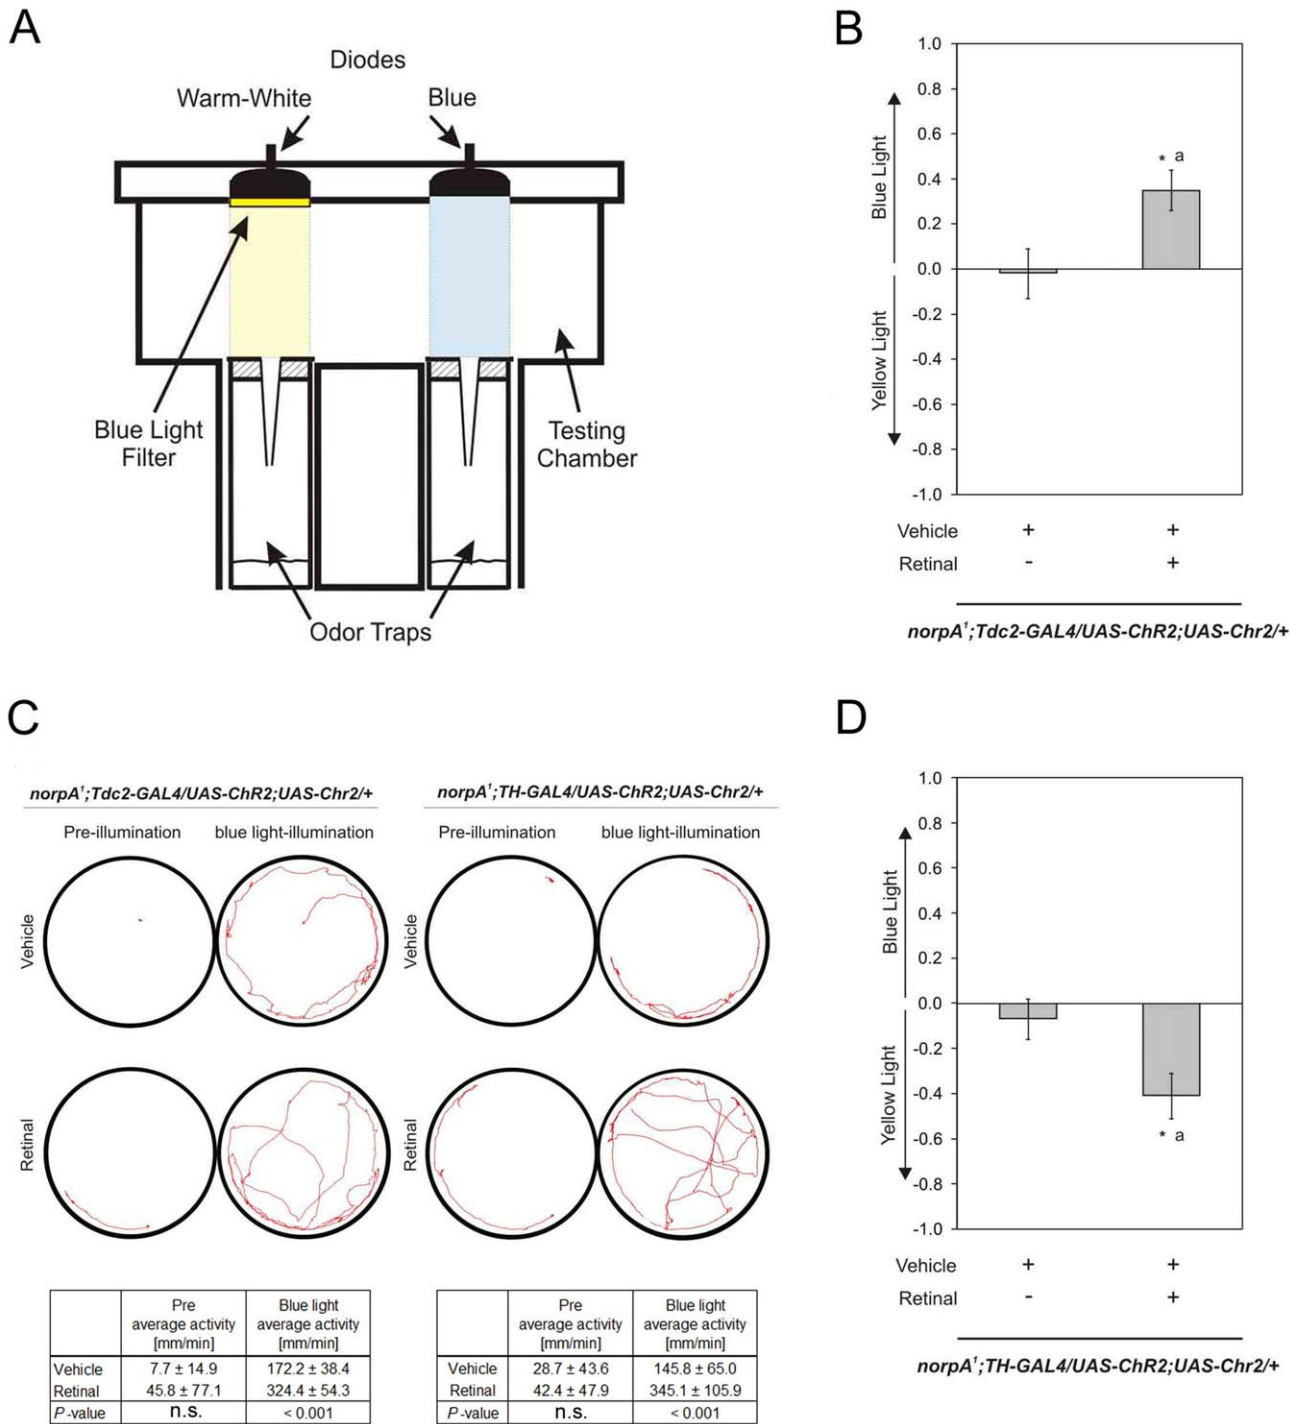 A
Diodes
Warm-White
Blue
Blue Light
Filter
Testing
Chamber
Odor Traps
B
1.0
0.8
0.6
0.4
0.2
0.0
-0.2
-0.4
-0.6
-0.8
-1.0
Blue Light
Yellow Light
* a
Vehicle + +
Retinal - +
norpA¹;Tdc2-GAL4/UAS-ChR2;UAS-Chr2/+
C
norpA¹;Tdc2-GAL4/UAS-ChR2;UAS-Chr2/+
Pre-illumination blue light-illumination
Vehicle
Retinal
Pre average activity [mm/min] Blue light average activity [mm/min]
Vehicle 7.7 ± 14.9 172.2 ± 38.4
Retinal 45.8 ± 77.1 324.4 ± 54.3
P-value n.s. < 0.001
norpA¹;TH-GAL4/UAS-ChR2;UAS-Chr2/+
Pre-illumination blue light-illumination
Vehicle
Retinal
Pre average activity [mm/min] Blue light average activity [mm/min]
Vehicle 28.7 ± 43.6 145.8 ± 65.0
Retinal 42.4 ± 47.9 345.1 ± 105.9
P-value n.s. < 0.001
D
1.0
0.8
0.6
0.4
0.2
0.0
-0.2
-0.4
-0.6
-0.8
-1.0
Blue Light
Yellow Light
* a
Vehicle + +
Retinal - +
norpA¹;TH-GAL4/UAS-ChR2;UAS-Chr2/+